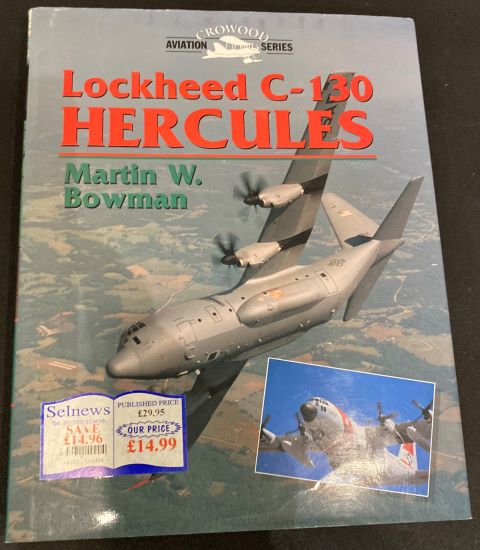 CROWOOD
AVIATION SERIES
Lockheed C-130
HERCULES
Martin W.
Bowman
Selnews
SAVE
£14.96
PUBLISHED PRICE
£29.95
OUR PRICE
£14.99